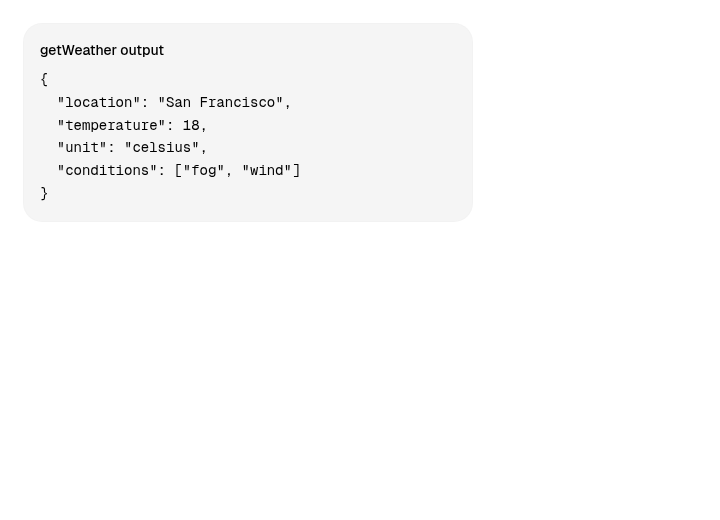 getWeather output
{
  "location": "San Francisco",
  "temperature": 18,
  "unit": "celsius",
  "conditions": ["fog", "wind"]
}